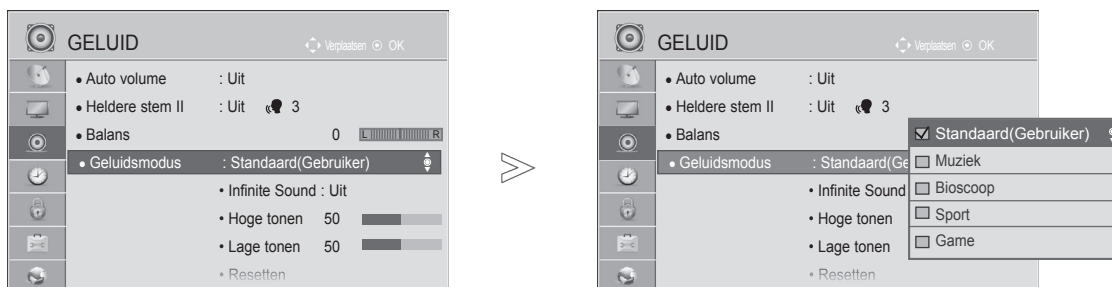 GELUID Verplaatsen OK
• Auto volume : Uit
• Heldere stem II : Uit 3
• Balans 0 L R
• Geluidsmodus : Standaard(Gebruiker)
• Infinite Sound : Uit
• Hoge tonen 50
• Lage tonen 50
• Resetten
GELUID Verplaatsen OK
• Auto volume : Uit
• Heldere stem II : Uit 3
• Balans
• Geluidsmodus : Standaard(Ge
• Infinite Sound
• Hoge tonen
• Lage tonen
• Resetten
Standaard(Gebruiker)
Muziek
Bioscoop
Sport
Game